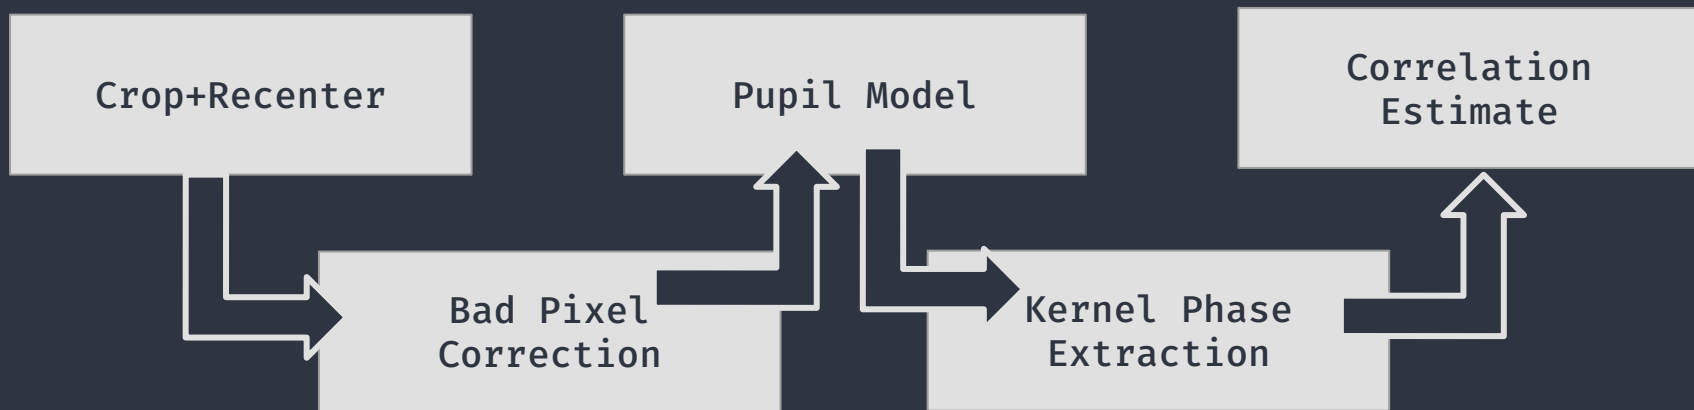 Crop+Recenter
Bad Pixel
Correction
Pupil Model
Kernel Phase
Extraction
Correlation
Estimate